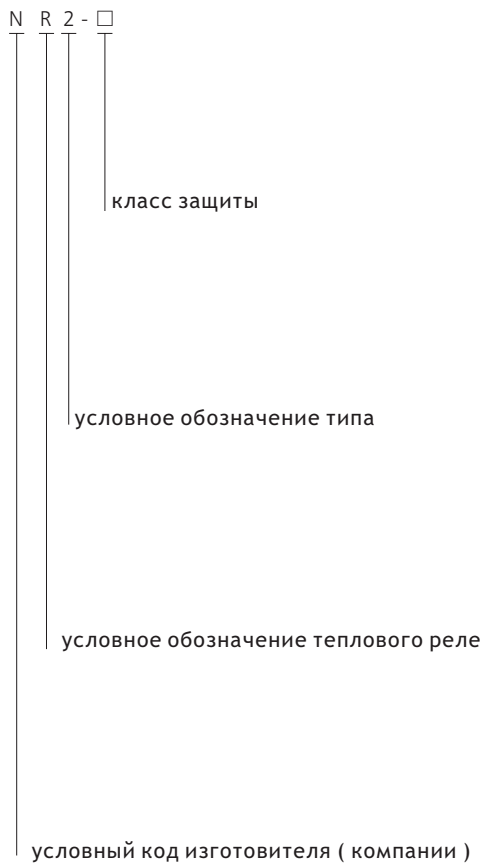 N R 2 - □
класс защиты
условное обозначение типа
условное обозначение теплового реле
условный код изготовителя ( компании )